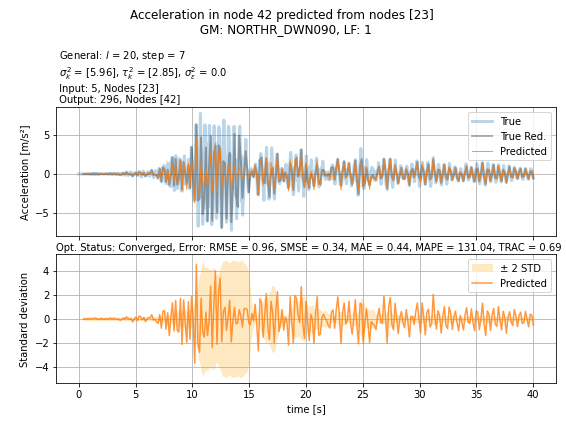 Acceleration in node 42 predicted from nodes [23]
GM: NORTHR_DWN090, LF: 1
General: l = 20, step = 7
σ²ₖ = [5.96], τ²ₖ = [2.85], σ²ε = 0.0
Input: 5, Nodes [23]
Output: 296, Nodes [42]
Acceleration [m/s²]
5
0
−5
True
True Red.
Predicted
Opt. Status: Converged, Error: RMSE = 0.96, SMSE = 0.34, MAE = 0.44, MAPE = 131.04, TRAC = 0.69
Standard deviation
4
2
0
−2
−4
± 2 STD
Predicted
0 5 10 15 20 25 30 35 40
time [s]